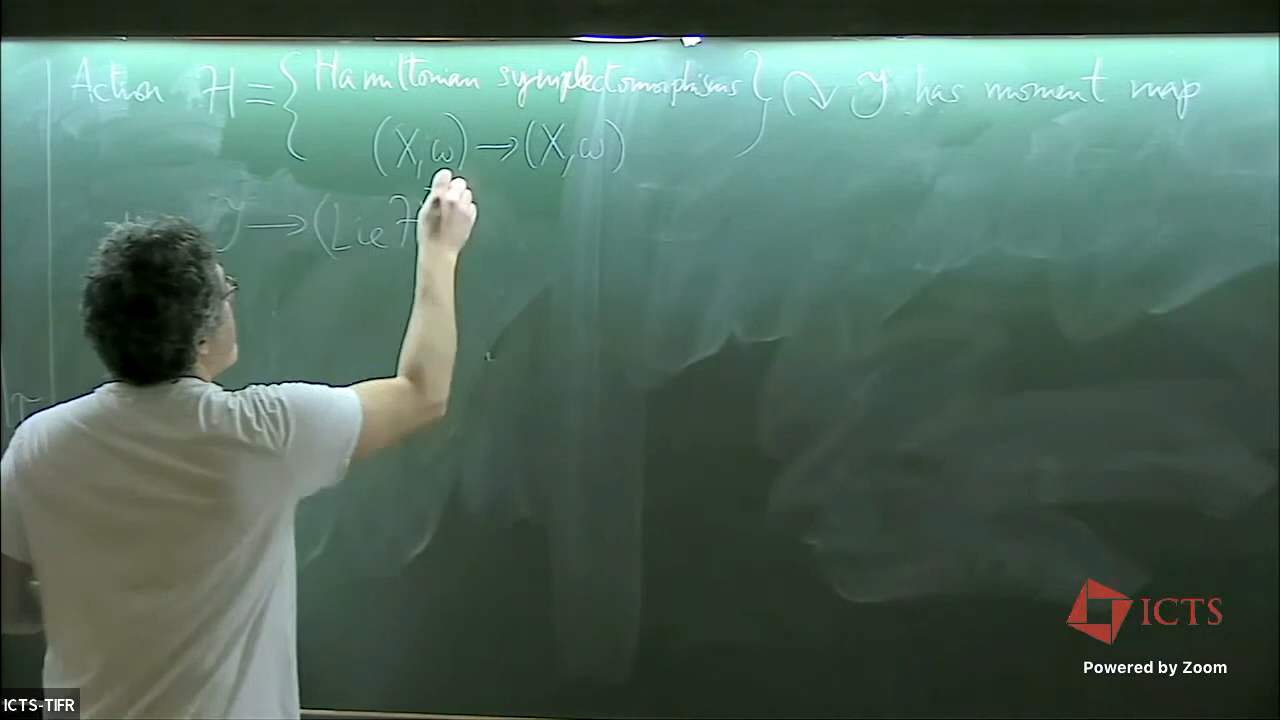 Action H = { Hamiltonian symplectomorphisms } ↷ J has moment map
(X, ω) → (X, ω)
J → (Lie H
ICTS
Powered by Zoom
ICTS-TIFR